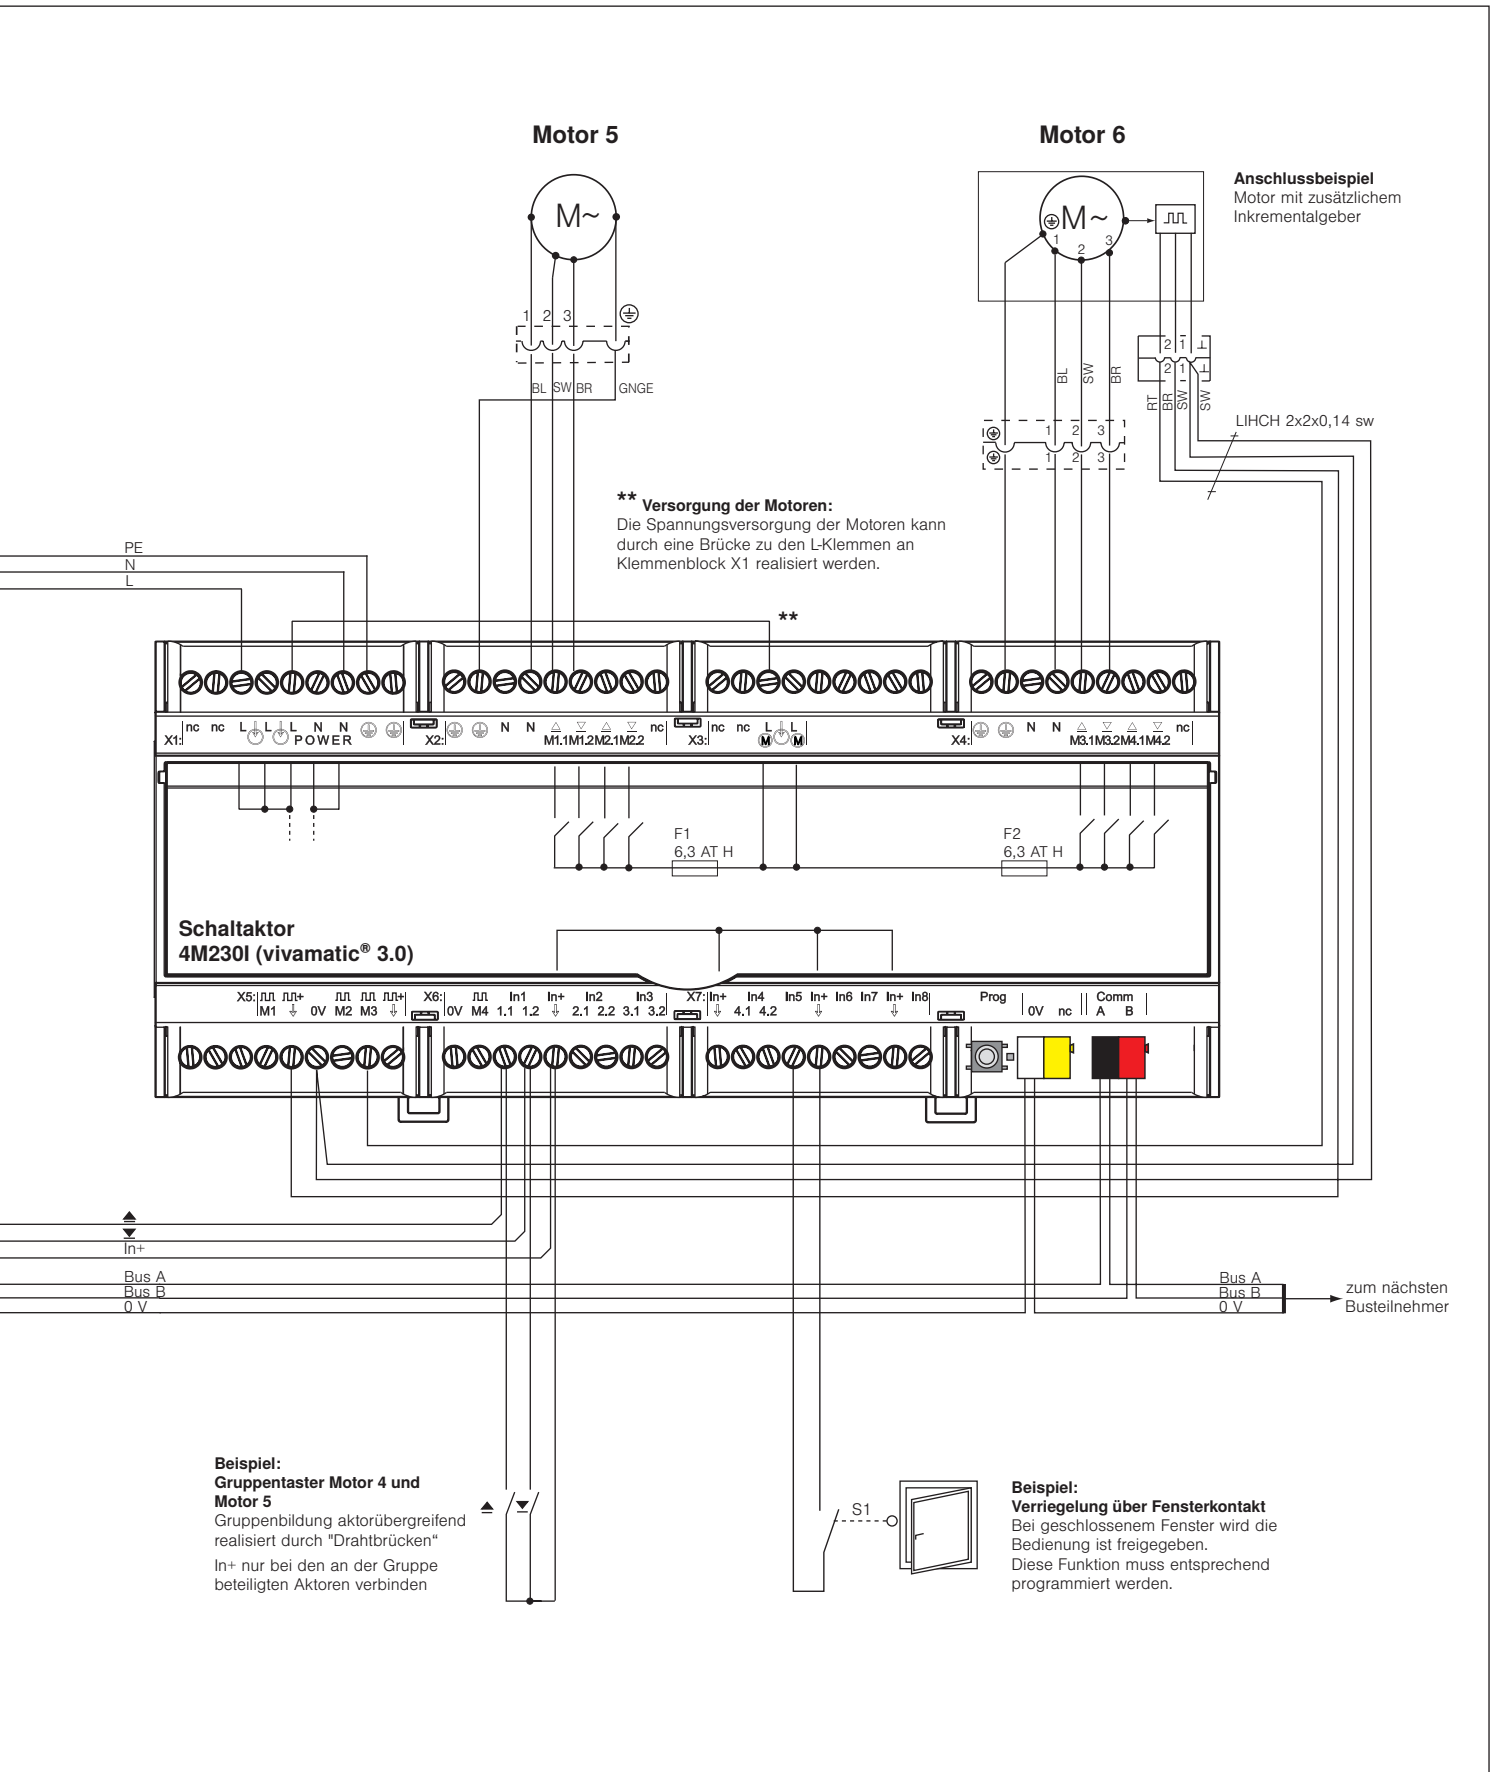 Motor 5
Motor 6
Anschlussbeispiel
Motor mit zusätzlichem
Inkrementalgeber
M~
M~
1 2 3
1 2 3
BL SW BR GNGE
BL SW BR
2 1 ⊥
2 1 ⊥
RT BR SW SW
LIHCH 2x2x0,14 sw
1 2 3
1 2 3
** Versorgung der Motoren:
Die Spannungsversorgung der Motoren kann
durch eine Brücke zu den L-Klemmen an
Klemmenblock X1 realisiert werden.
PE
N
L
**
X1: nc nc L L L N N
POWER
X2: N N M1.1 M1.2 M2.1 M2.2 nc
X3: nc nc L L
M M
X4: N N M3.1 M3.2 M4.1 M4.2 nc
F1
6,3 AT H
F2
6,3 AT H
Schaltaktor
4M230I (vivamatic® 3.0)
X5: M1 + 0V M2 M3 +
X6: 0V M4 In1 1.1 1.2 In+ In2 2.1 2.2 In3 3.1 3.2
X7: In+ In4 4.1 4.2 In5 In+ In6 In7 In+ In8
Prog
0V nc
Comm
A B
In+
Bus A
Bus B
0 V
Bus A
Bus B
0 V
zum nächsten
Busteilnehmer
Beispiel:
Gruppentaster Motor 4 und
Motor 5
Gruppenbildung aktorübergreifend
realisiert durch "Drahtbrücken“
In+ nur bei den an der Gruppe
beteiligten Aktoren verbinden
S1
Beispiel:
Verriegelung über Fensterkontakt
Bei geschlossenem Fenster wird die
Bedienung ist freigegeben.
Diese Funktion muss entsprechend
programmiert werden.